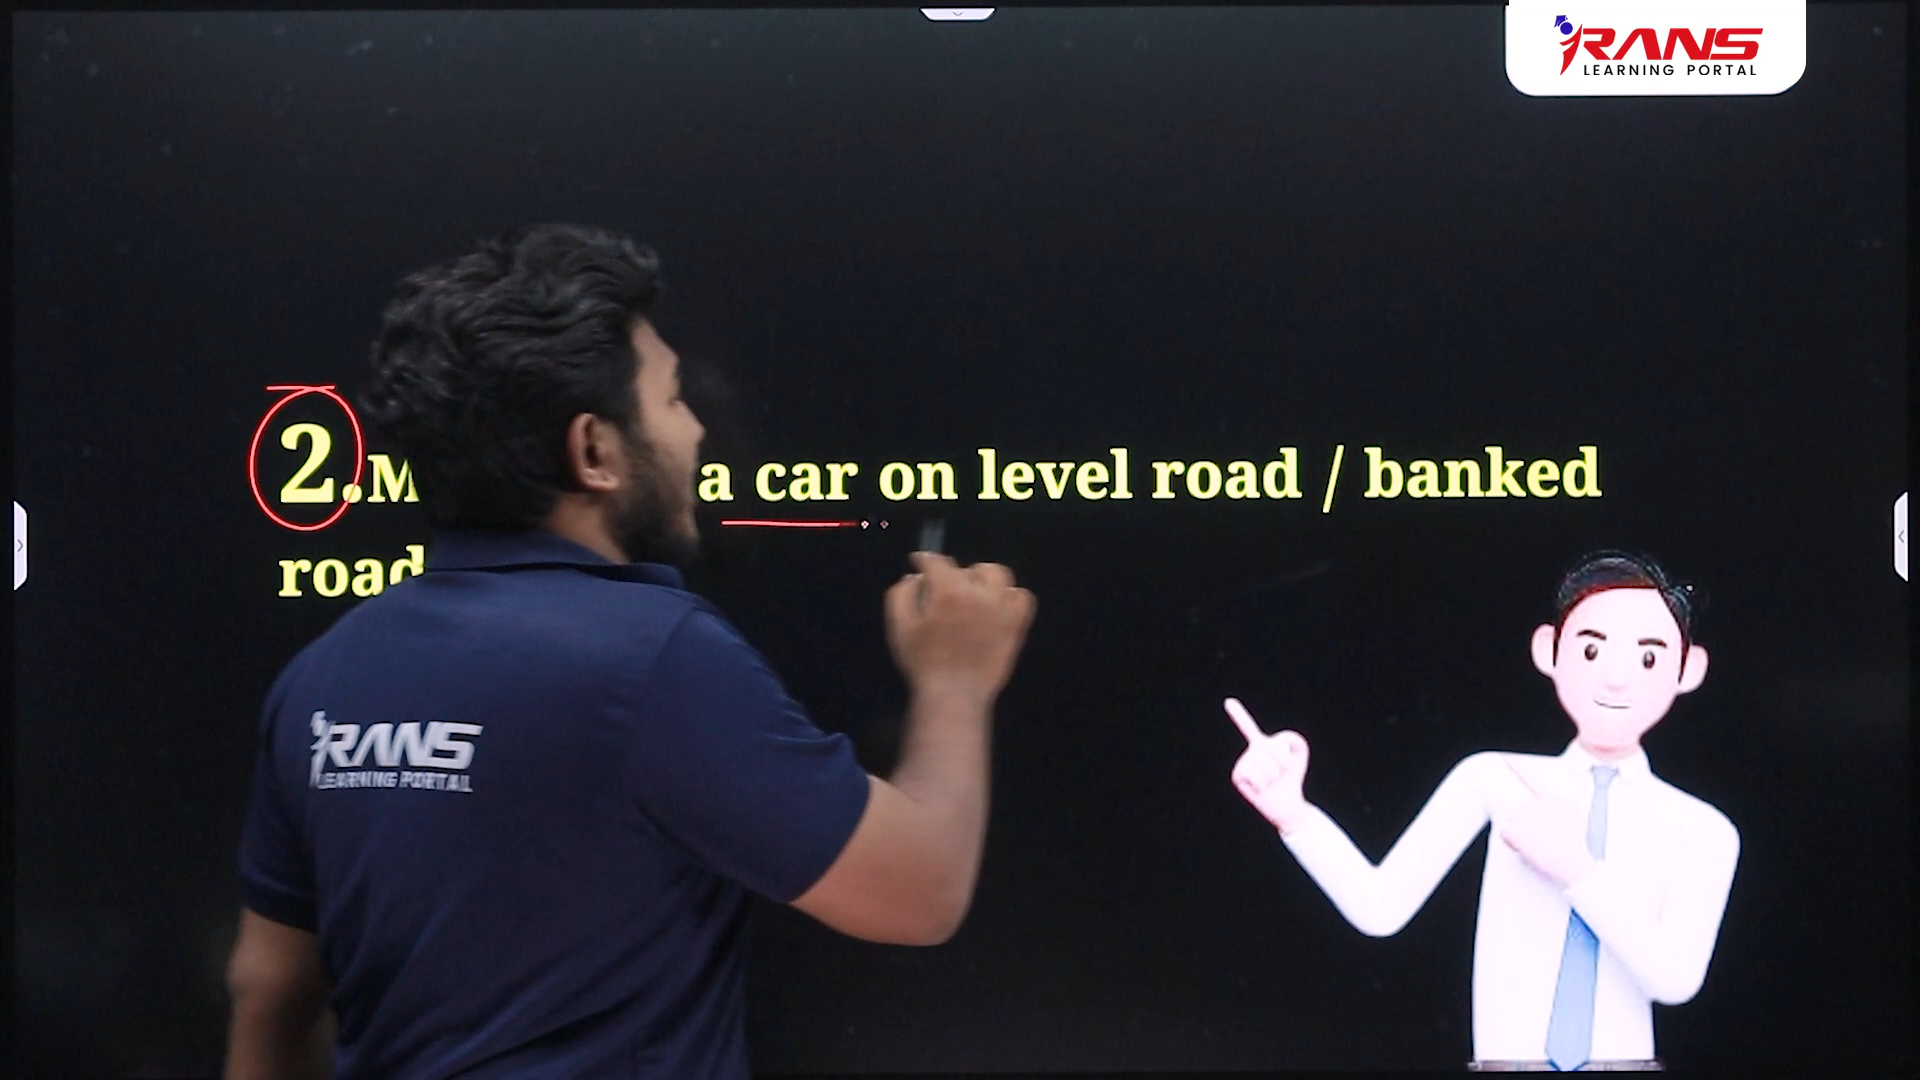 RANS
LEARNING PORTAL
2. a car on level road / banked
road
RANS
LEARNING PORTAL